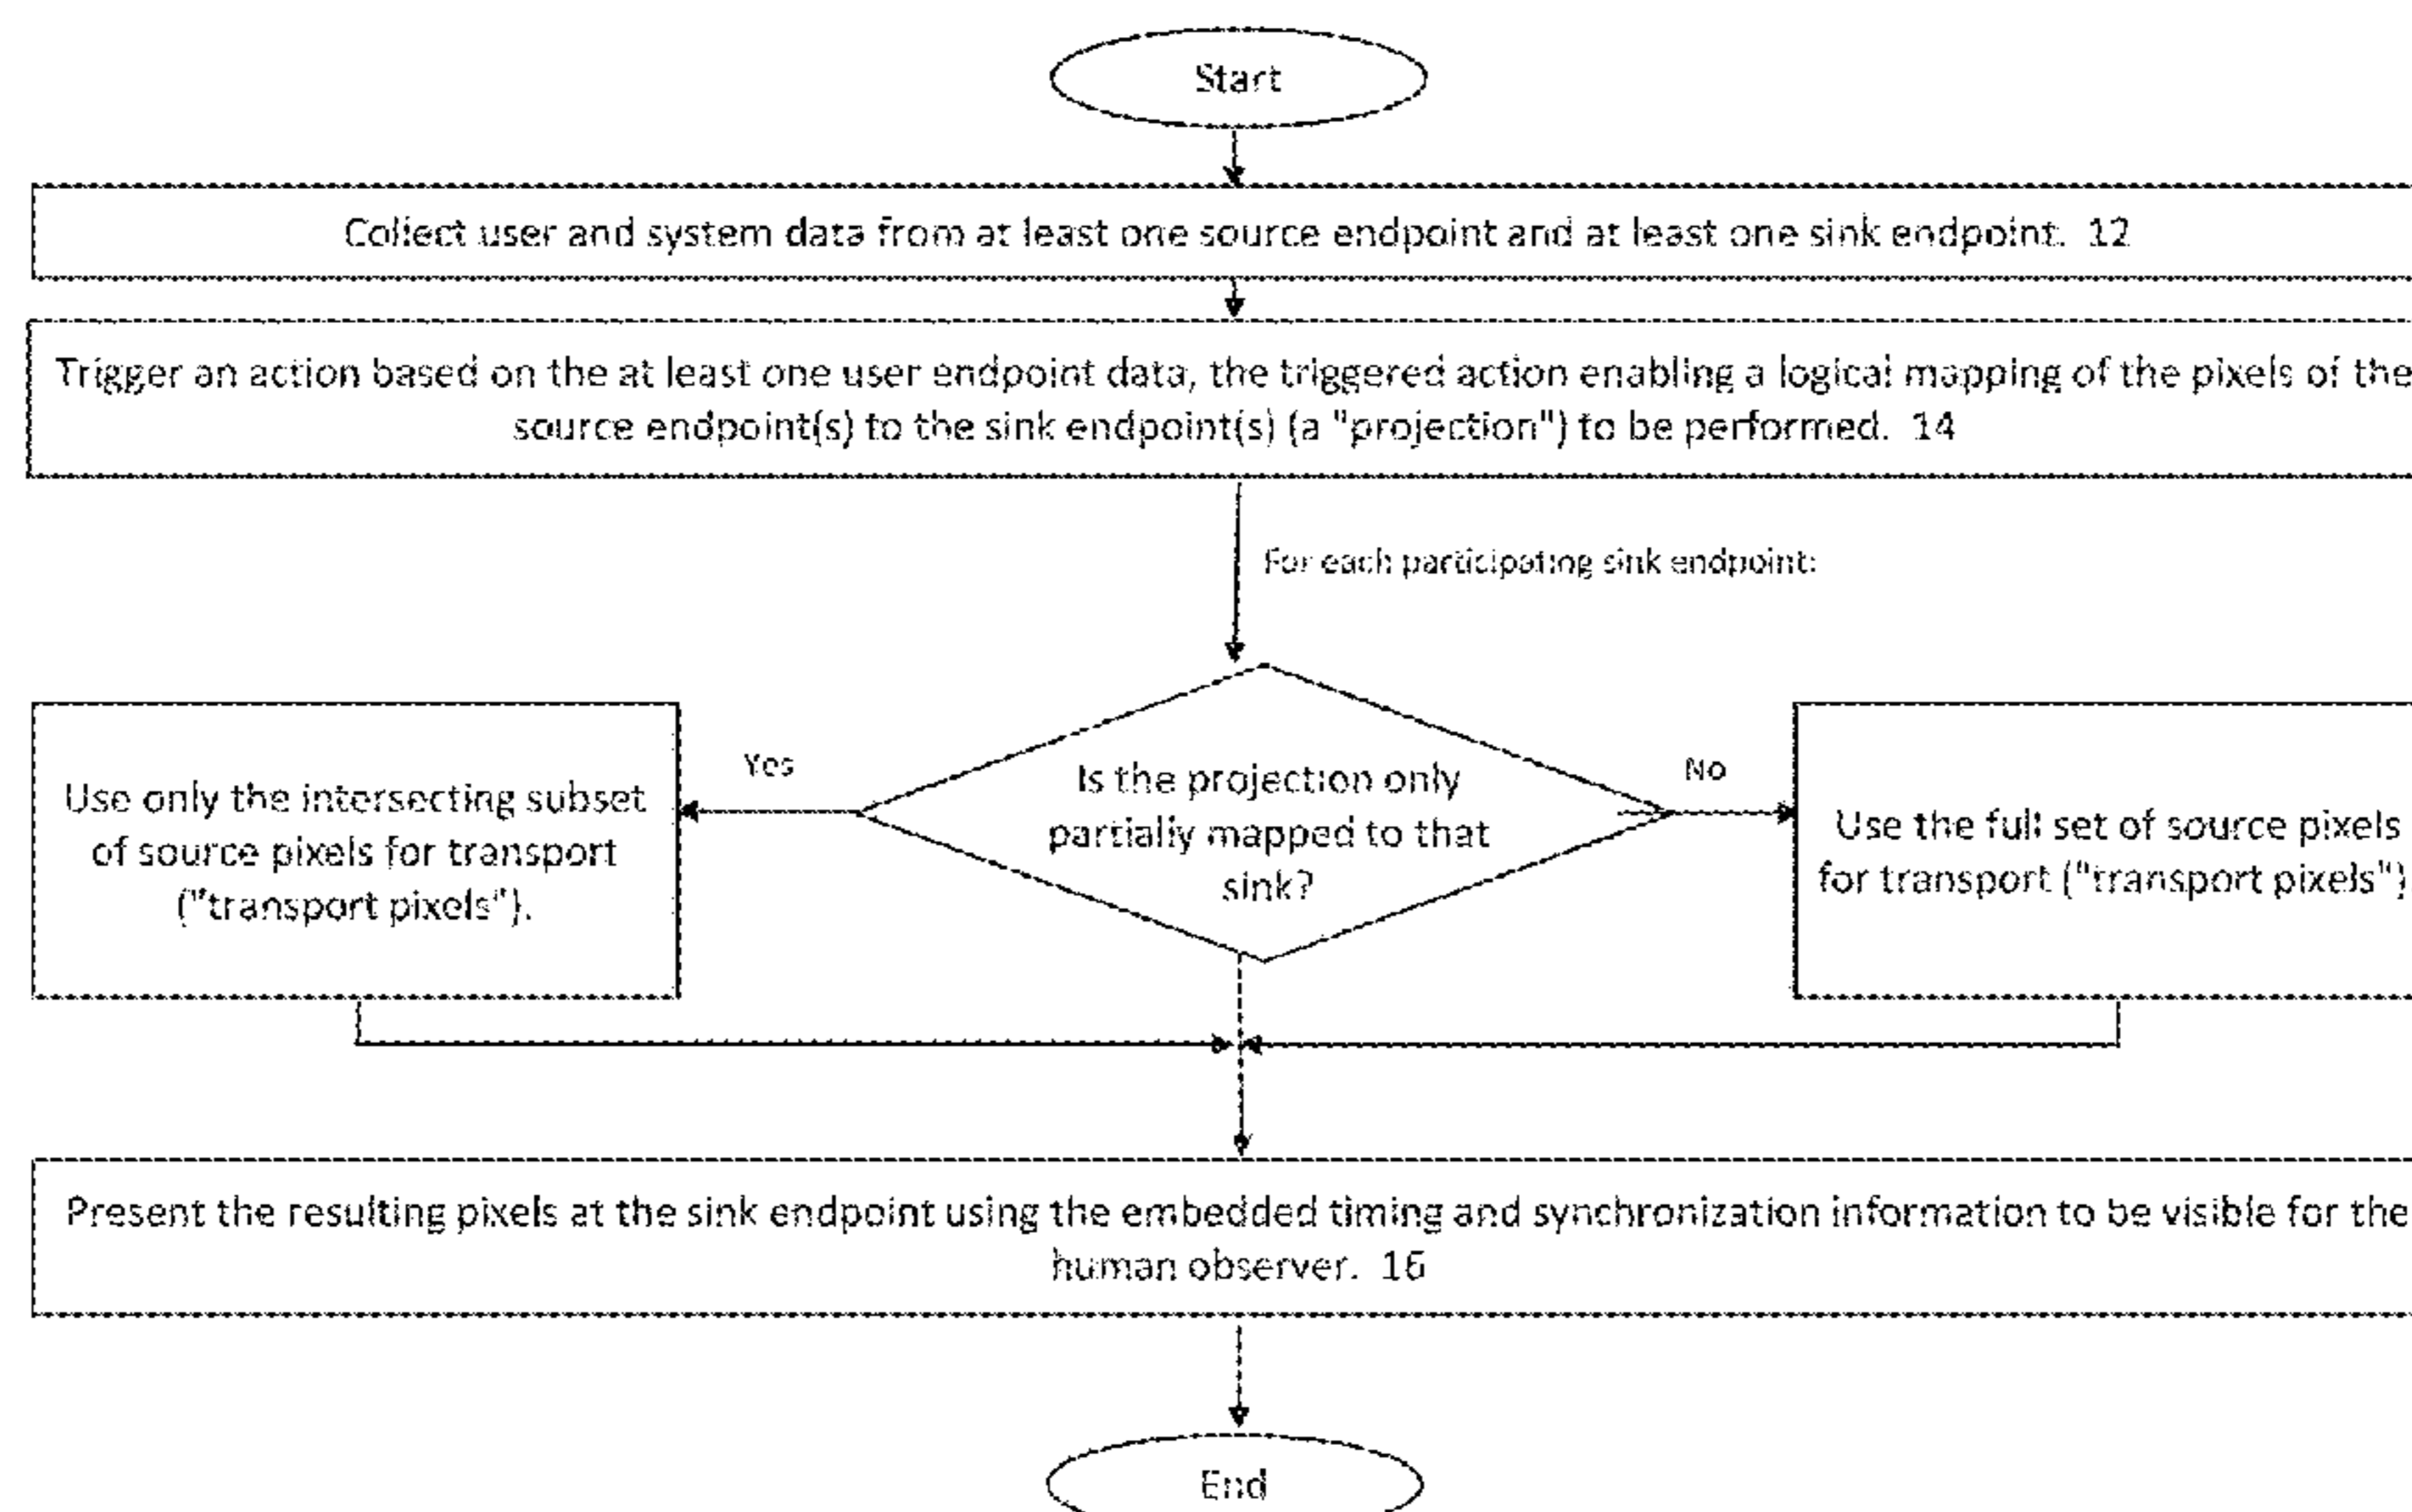 Start
Collect user and system data from at least one source endpoint and at least one sink endpoint. 12
Trigger an action based on the at least one user endpoint data, the triggered action enabling a logical mapping of the pixels of the
source endpoint(s) to the sink endpoint(s) (a "projection") to be performed. 14
For each participating sink endpoint:
Yes
Is the projection only
partially mapped to that
sink?
No
Use only the intersecting subset
of source pixels for transport
("transport pixels").
Use the full set of source pixels
for transport ("transport pixels").
Present the resulting pixels at the sink endpoint using the embedded timing and synchronization information to be visible for the
human observer. 16
End